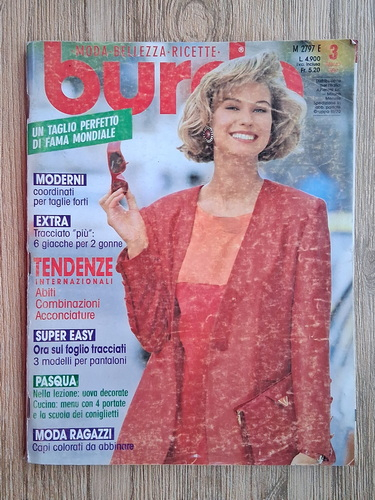 MODA·BELLEZZA·RICETTE·
burda
M 2797 E 3
L. 4.900
Fr. 5.20
UN TAGLIO PERFETTO
DI FAMA MONDIALE
MODERNI
coordinati
per taglie forti
EXTRA
Tracciato "più":
6 giacche per 2 gonne
TENDENZE
INTERNAZIONALI
Abiti
Combinazioni
Acconciature
SUPER EASY
Ora sul foglio tracciati
3 modelli per pantaloni
PASQUA
Nella lezione: uova decorate
Cucina: menu con 4 portate
e la scuola dei coniglietti
MODA RAGAZZI
Capi colorati da abbinare